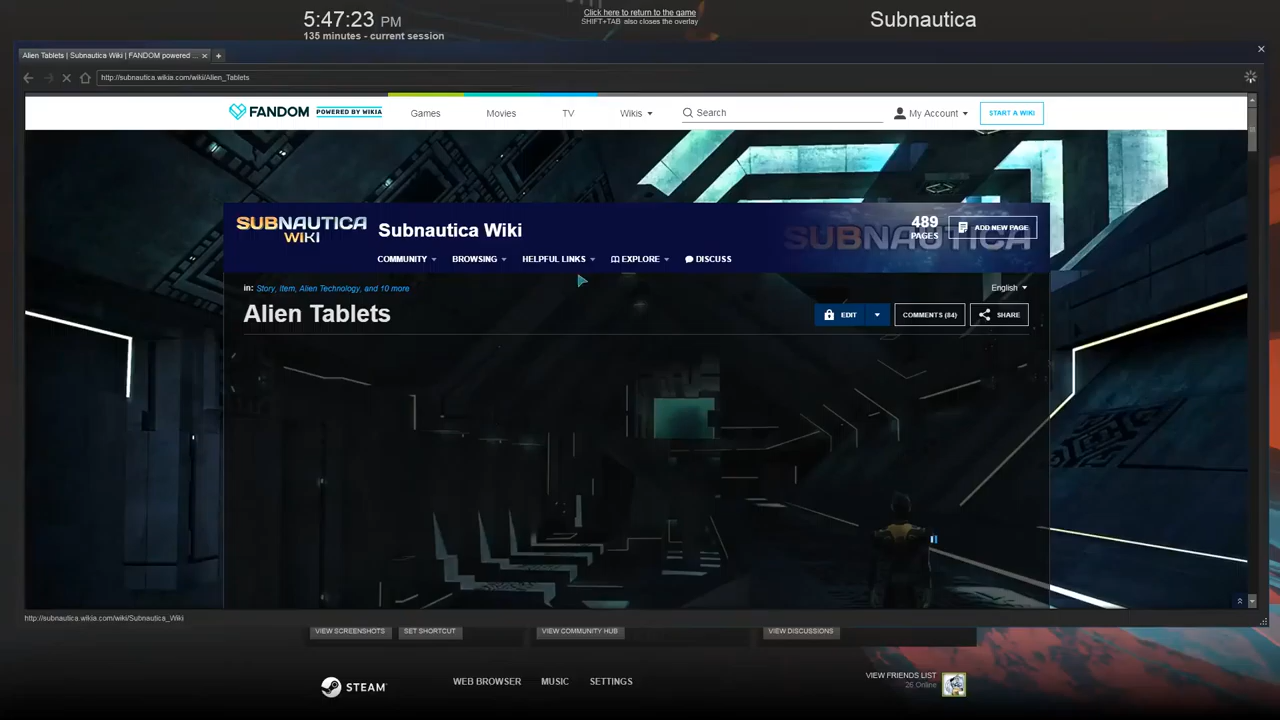 5:47:23 PM
135 minutes - current session
Click here to return to the game
SHIFT+TAB also closes the overlay
Subnautica
Alien Tablets | Subnautica Wiki | FANDOM powered ...
http://subnautica.wikia.com/wiki/Alien_Tablets
FANDOM POWERED BY WIKIA
Games
Movies
TV
Wikis
Search
My Account
START A WIKI
SUBNAUTICA
WIKI
Subnautica Wiki
SUBNAUTICA
489
PAGES
ADD NEW PAGE
COMMUNITY
BROWSING
HELPFUL LINKS
EXPLORE
DISCUSS
in: Story, Item, Alien Technology, and 10 more
English
Alien Tablets
EDIT
COMMENTS (84)
SHARE
http://subnautica.wikia.com/wiki/Subnautica_Wiki
VIEW SCREENSHOTS
SET SHORTCUT
VIEW COMMUNITY HUB
VIEW DISCUSSIONS
STEAM
WEB BROWSER
MUSIC
SETTINGS
VIEW FRIENDS LIST
26 Online